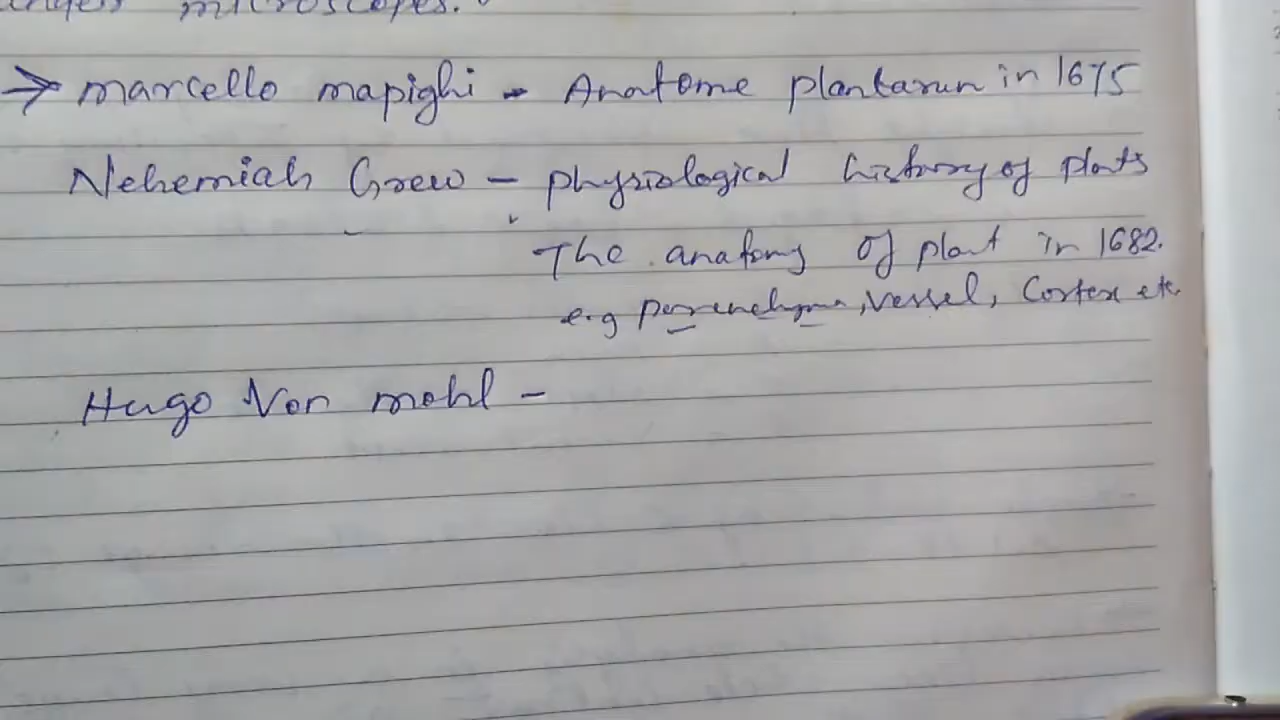 microscopes.
→ marcello mapighi - Anatome plantarun in 1675
Nehemiah Grew - physiological history of plants
The anatomy of plant in 1682.
e.g parenchyma, vessel, Cortex etc.
Hugo Von mohl -